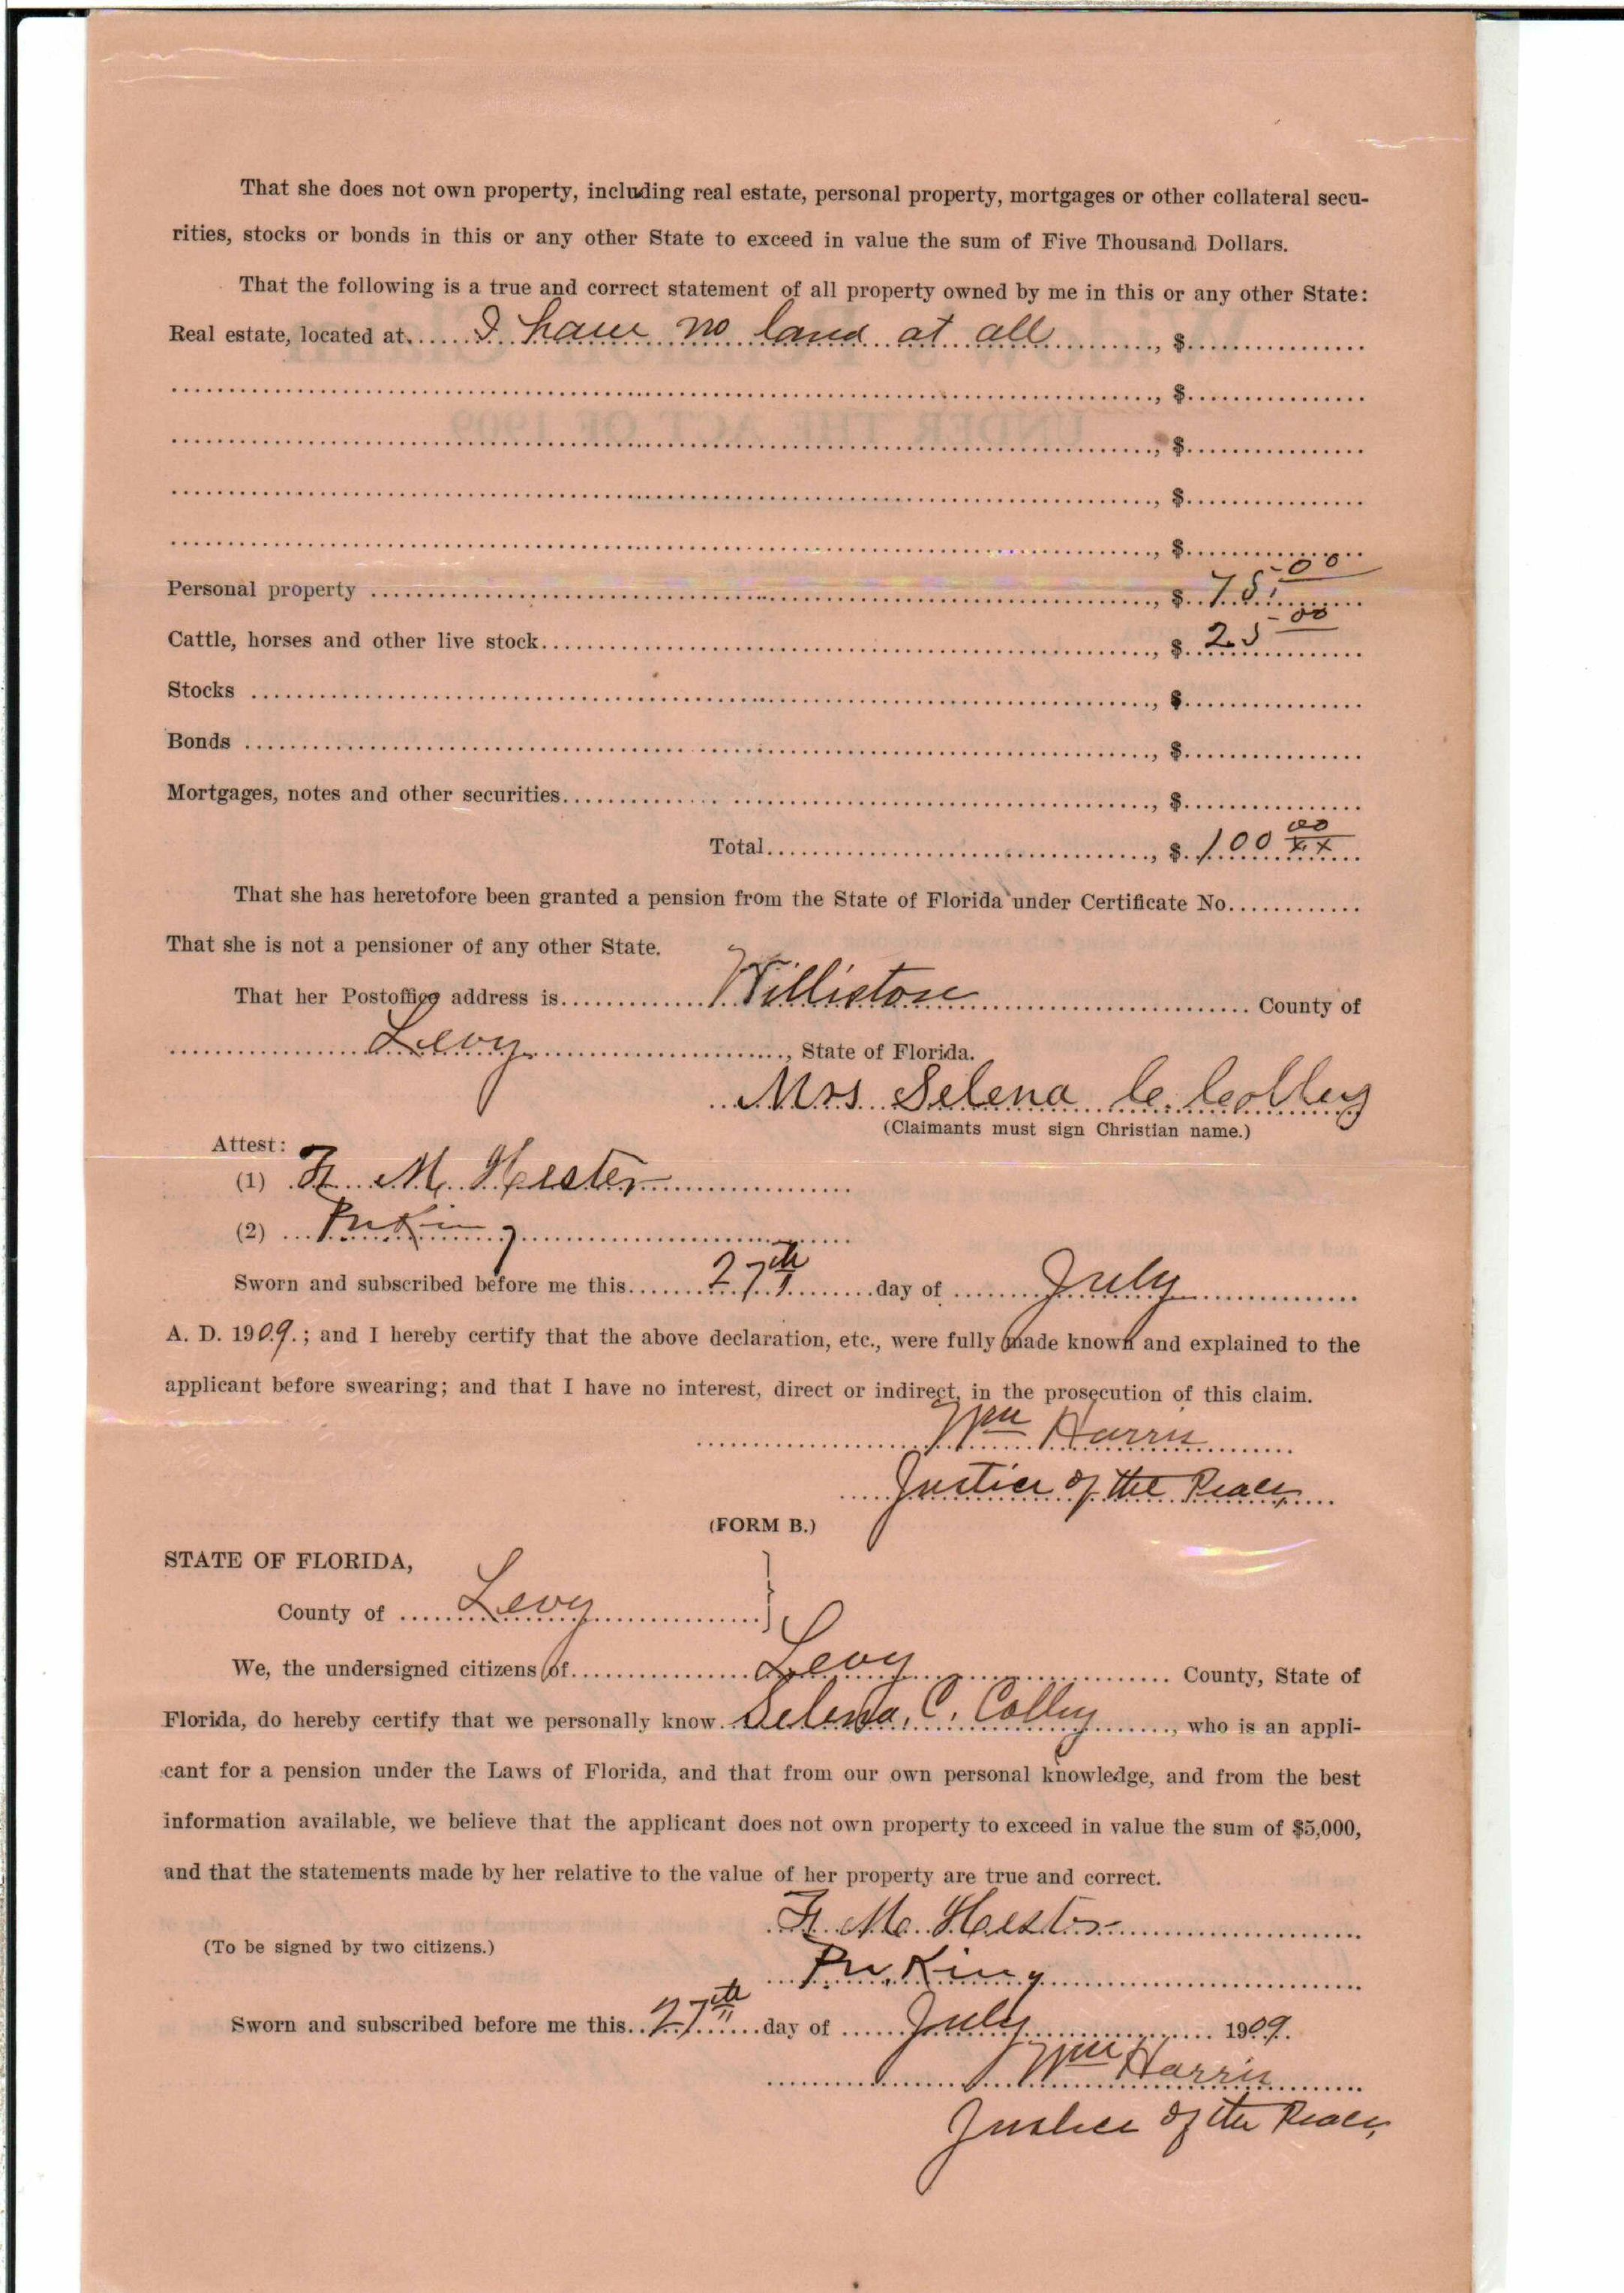 That she does not own property, including real estate, personal property, mortgages or other collateral secu-
rities, stocks or bonds in this or any other State to exceed in value the sum of Five Thousand Dollars.
That the following is a true and correct statement of all property owned by me in this or any other State:
Real estate, located at I have no land at all, $
, $
, $
, $
, $
Personal property, $ 75.00
Cattle, horses and other live stock, $ 25-00
Stocks, $
Bonds, $
Mortgages, notes and other securities, $
Total, $ 100 00/xx
That she has heretofore been granted a pension from the State of Florida under Certificate No.
That she is not a pensioner of any other State.
That her Postoffice address is Williston County of
Levy, State of Florida.
Mrs Selena C. Colley
(Claimants must sign Christian name.)
Attest:
(1) M. Hester
(2) King
Sworn and subscribed before me this 27th day of July
A. D. 1909.; and I hereby certify that the above declaration, etc., were fully made known and explained to the
applicant before swearing; and that I have no interest, direct or indirect, in the prosecution of this claim.
Wm Harris
Justice of the Peace
(FORM B.)
STATE OF FLORIDA,
County of Levy
We, the undersigned citizens of Levy County, State of
Florida, do hereby certify that we personally know Selena, C. Colley, who is an appli-
cant for a pension under the Laws of Florida, and that from our own personal knowledge, and from the best
information available, we believe that the applicant does not own property to exceed in value the sum of $5,000,
and that the statements made by her relative to the value of her property are true and correct.
M. Hester
(To be signed by two citizens.)
King
Sworn and subscribed before me this 27th day of July 1909.
Wm Harris
Justice of the Peace